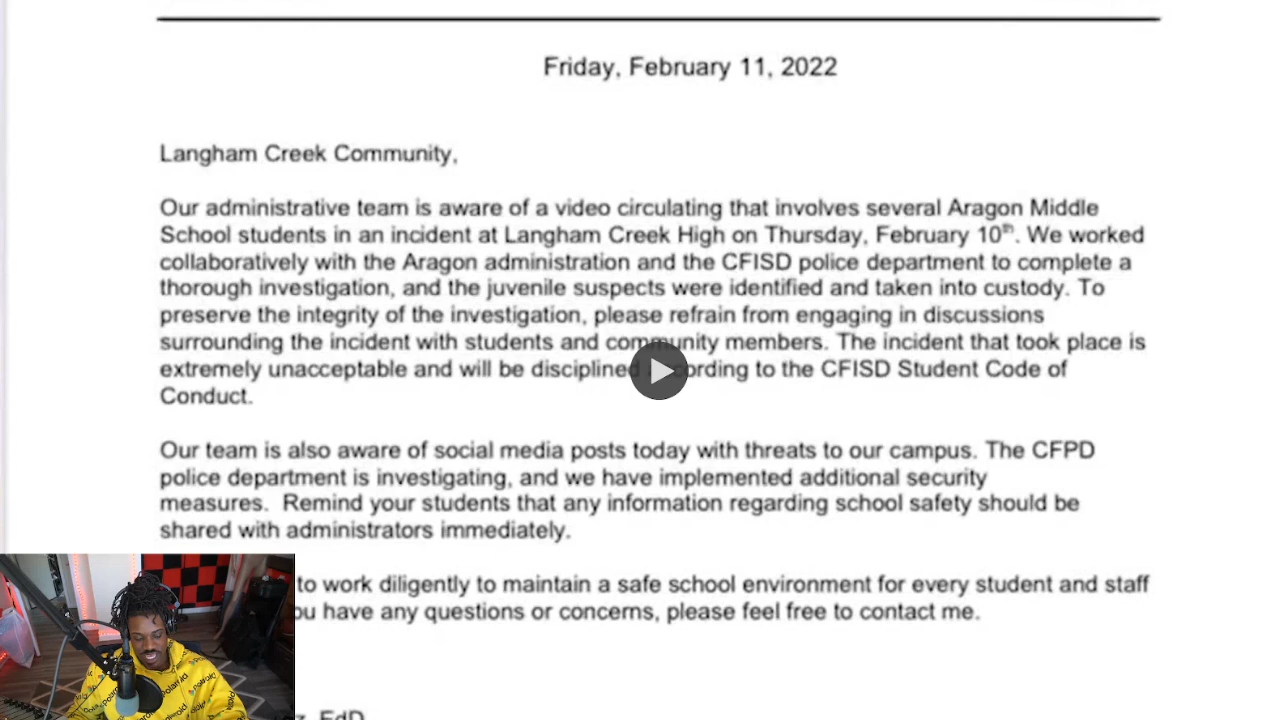 Friday, February 11, 2022
Langham Creek Community,
Our administrative team is aware of a video circulating that involves several Aragon Middle
School students in an incident at Langham Creek High on Thursday, February 10th. We worked
collaboratively with the Aragon administration and the CFISD police department to complete a
thorough investigation, and the juvenile suspects were identified and taken into custody. To
preserve the integrity of the investigation, please refrain from engaging in discussions
surrounding the incident with students and community members. The incident that took place is
extremely unacceptable and will be disciplined according to the CFISD Student Code of
Conduct.
Our team is also aware of social media posts today with threats to our campus. The CFPD
police department is investigating, and we have implemented additional security
measures. Remind your students that any information regarding school safety should be
shared with administrators immediately.
to work diligently to maintain a safe school environment for every student and staff
ou have any questions or concerns, please feel free to contact me.
EdD